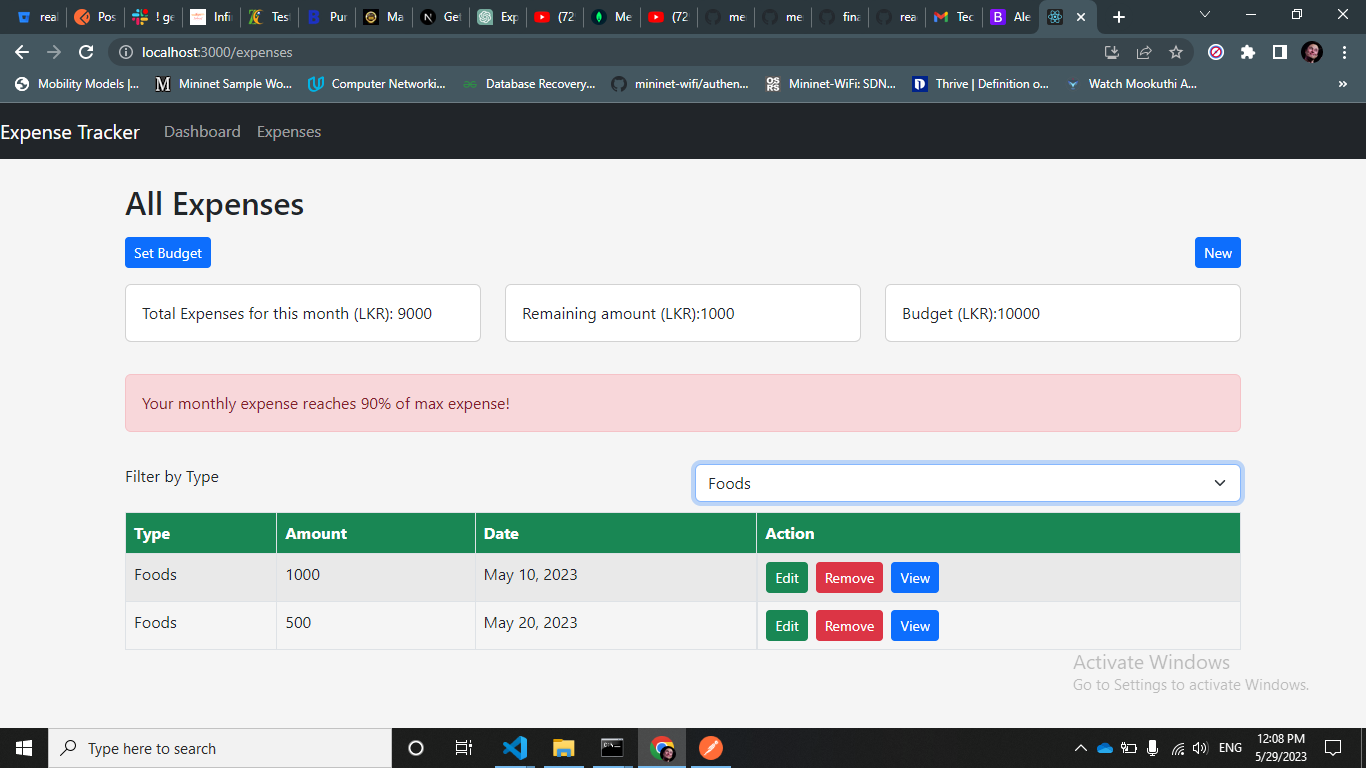 real
Pos
! ge
Infi
Test
Pur
Ma
Get
Exp
(72
Me
(72
me
me
fina
rea
Tec
Ale
localhost:3000/expenses
Mobility Models |... Mininet Sample Wo... Computer Networki... Database Recovery... mininet-wifi/authen... Mininet-WiFi: SDN... Thrive | Definition o... Watch Mookuthi A... »
Expense Tracker Dashboard Expenses
All Expenses
Set Budget New
Total Expenses for this month (LKR): 9000 Remaining amount (LKR):1000 Budget (LKR):10000
Your monthly expense reaches 90% of max expense!
Filter by Type Foods
Type Amount Date Action
Foods 1000 May 10, 2023 Edit Remove View
Foods 500 May 20, 2023 Edit Remove View
Activate Windows
Go to Settings to activate Windows.
Type here to search
ENG
12:08 PM
5/29/2023